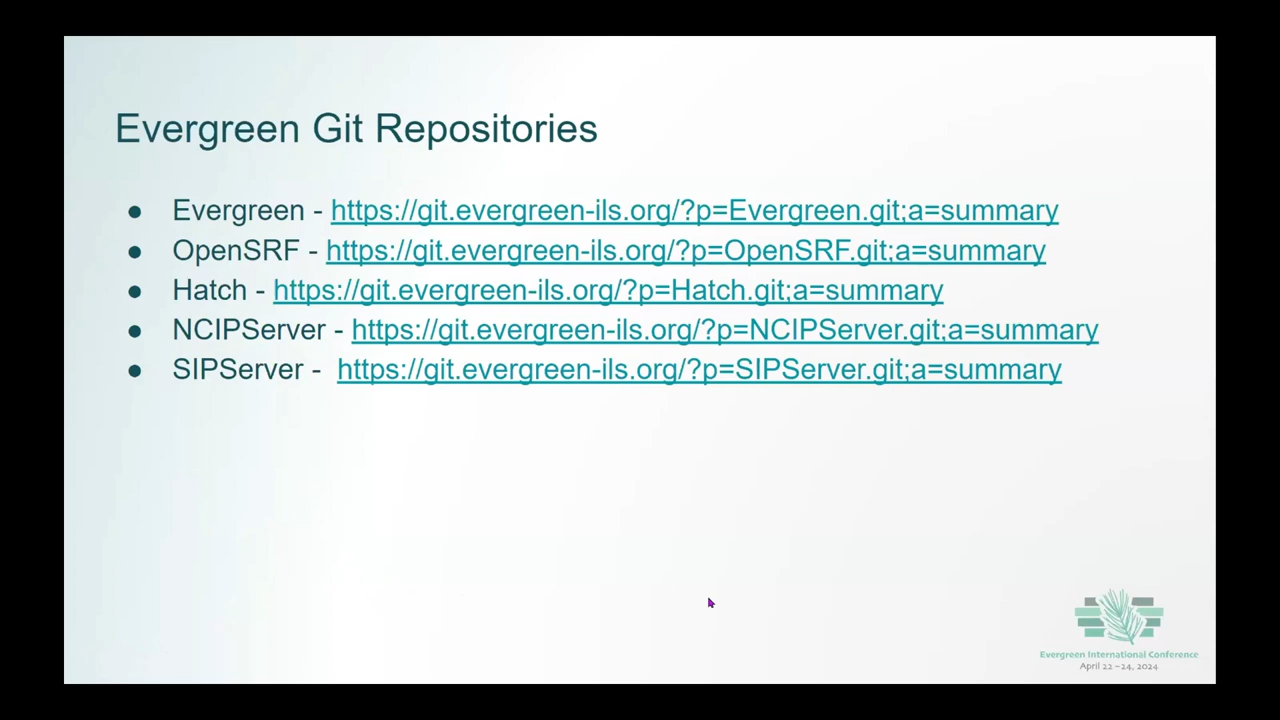 Evergreen Git Repositories
● Evergreen - https://git.evergreen-ils.org/?p=Evergreen.git;a=summary
● OpenSRF - https://git.evergreen-ils.org/?p=OpenSRF.git;a=summary
● Hatch - https://git.evergreen-ils.org/?p=Hatch.git;a=summary
● NCIPServer - https://git.evergreen-ils.org/?p=NCIPServer.git;a=summary
● SIPServer - https://git.evergreen-ils.org/?p=SIPServer.git;a=summary
Evergreen International Conference
April 22–24, 2024